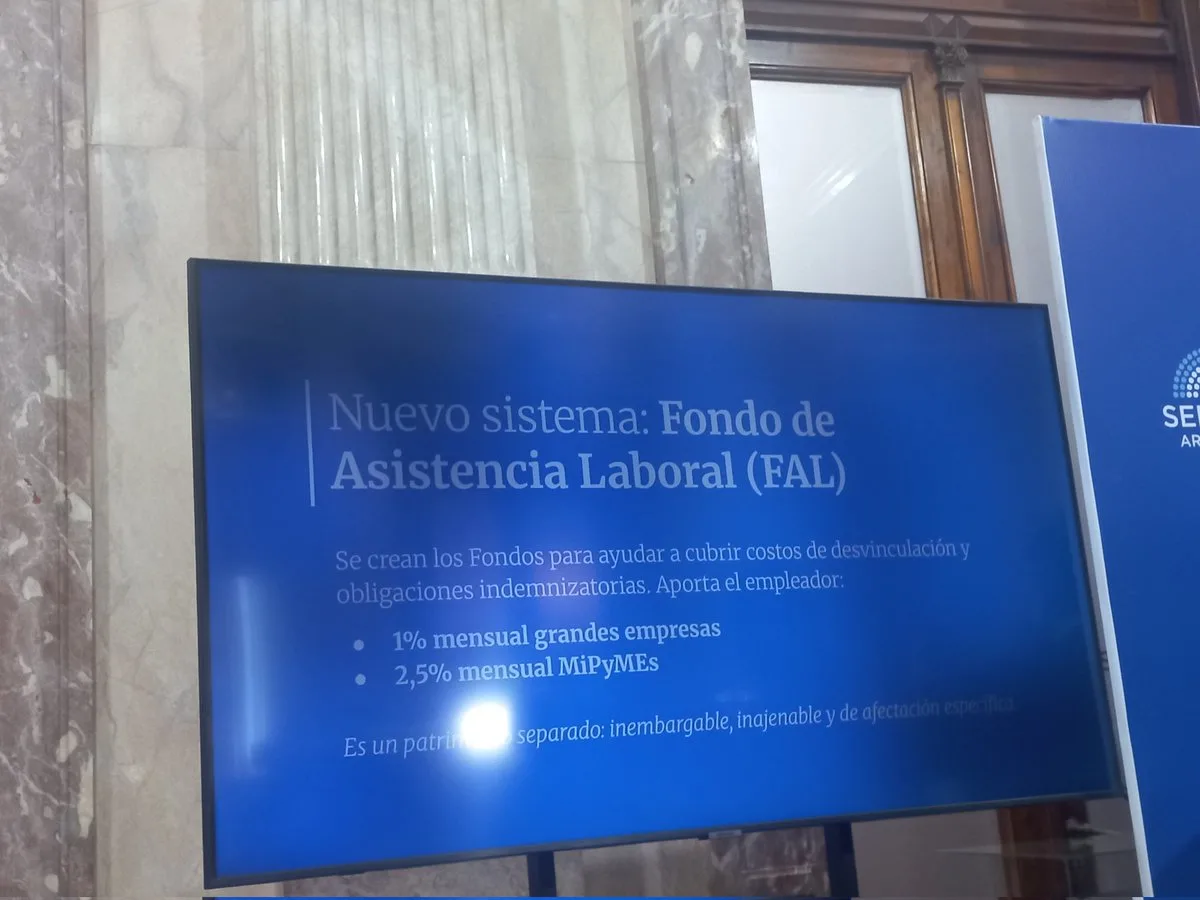 Nuevo sistema: Fondo de
Asistencia Laboral (FAL)
Se crean los Fondos para ayudar a cubrir costos de desvinculación y
obligaciones indemnizatorias. Aporta el empleador:
• 1% mensual grandes empresas
• 2,5% mensual MiPyMEs
Es un separado: inembargable, inajenable y de afectación específica